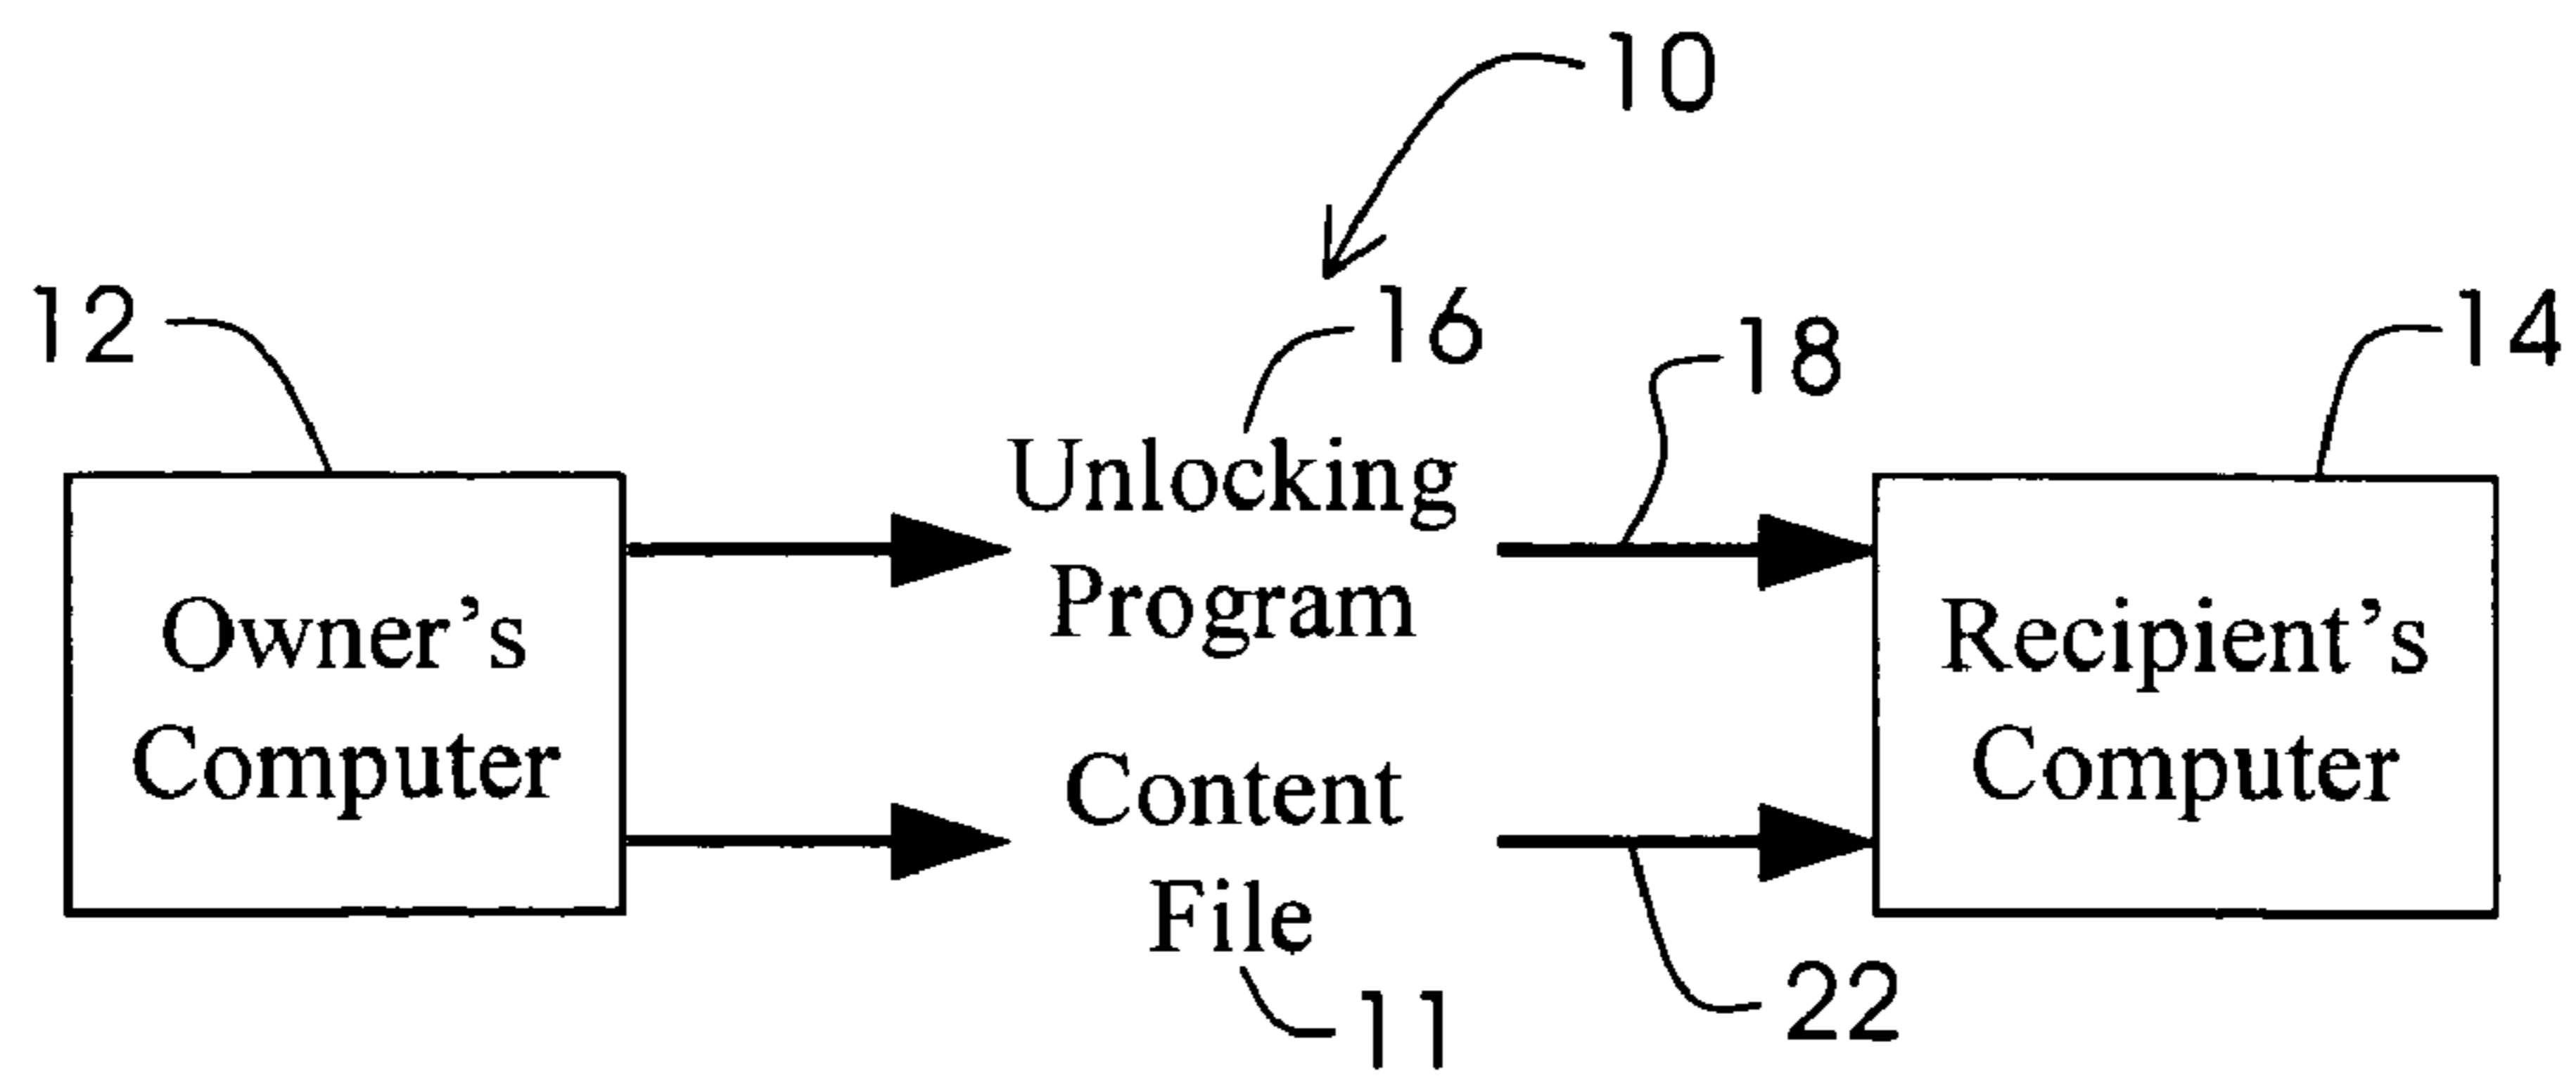 10
12
16
18
14
Unlocking
Program
Owner's
Computer
Recipient's
Computer
Content
File
11
22